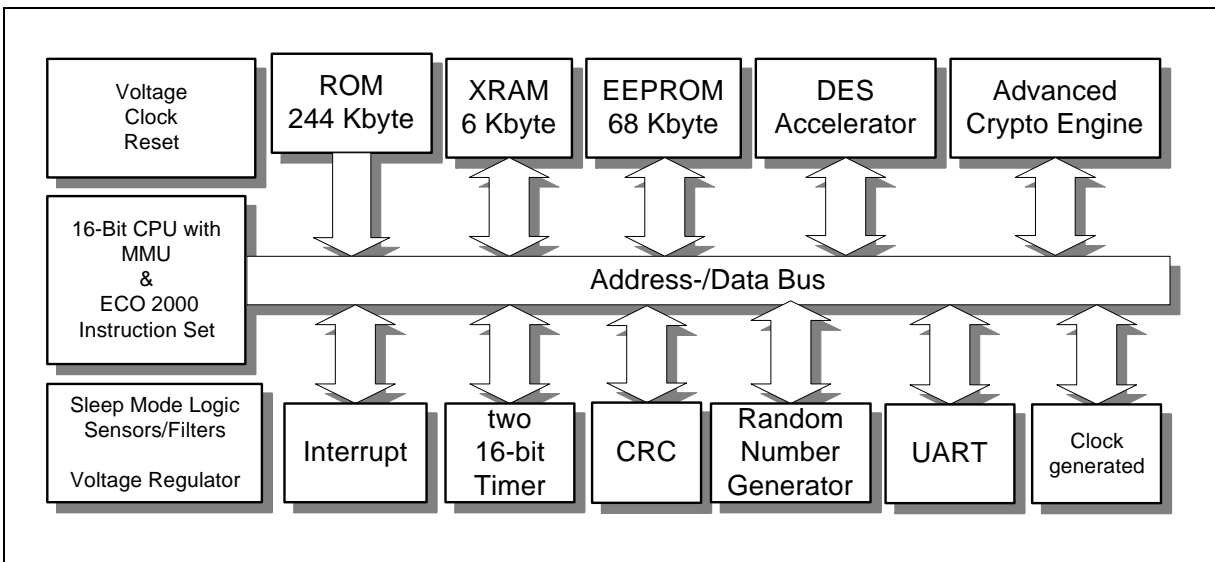 Voltage
Clock
Reset
ROM
244 Kbyte
XRAM
6 Kbyte
EEPROM
68 Kbyte
DES
Accelerator
Advanced
Crypto Engine
16-Bit CPU with
MMU
&
ECO 2000
Instruction Set
Address-/Data Bus
Sleep Mode Logic
Sensors/Filters
Voltage Regulator
Interrupt
two
16-bit
Timer
CRC
Random
Number
Generator
UART
Clock
generated